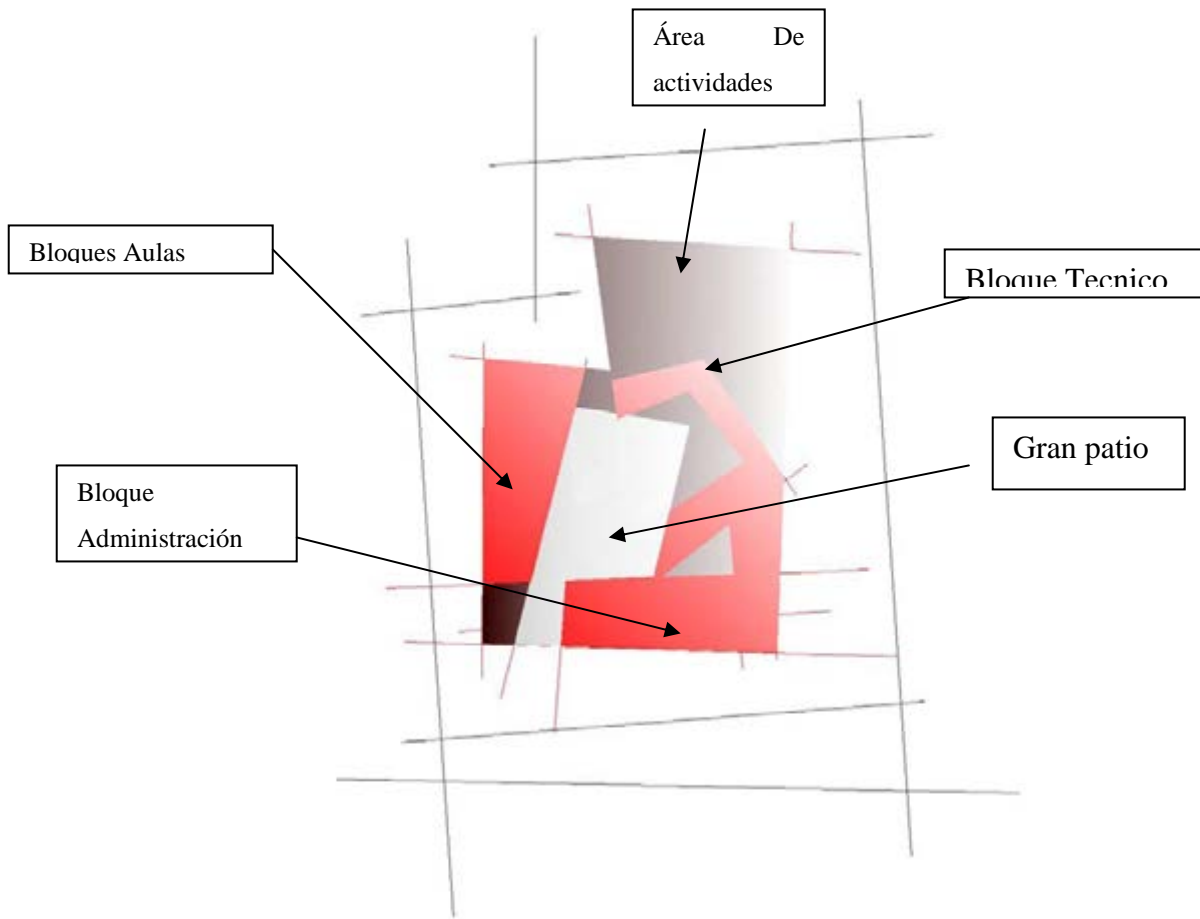 Área De
actividades
Bloques Aulas
Bloque Tecnico
Gran patio
Bloque
Administración